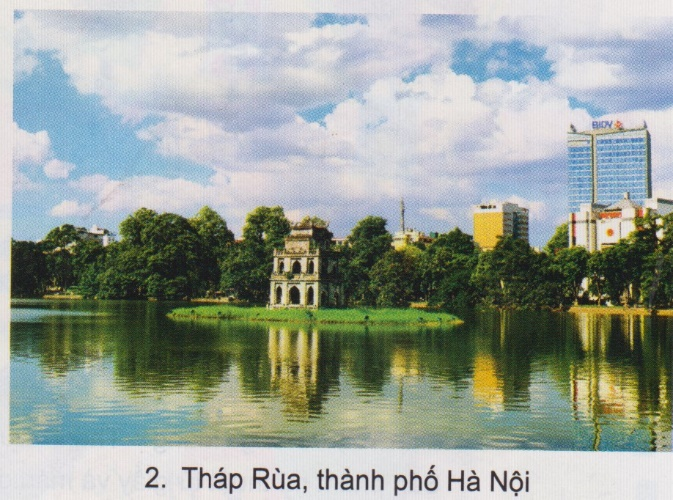 BIDV
2. Tháp Rùa, thành phố Hà Nội